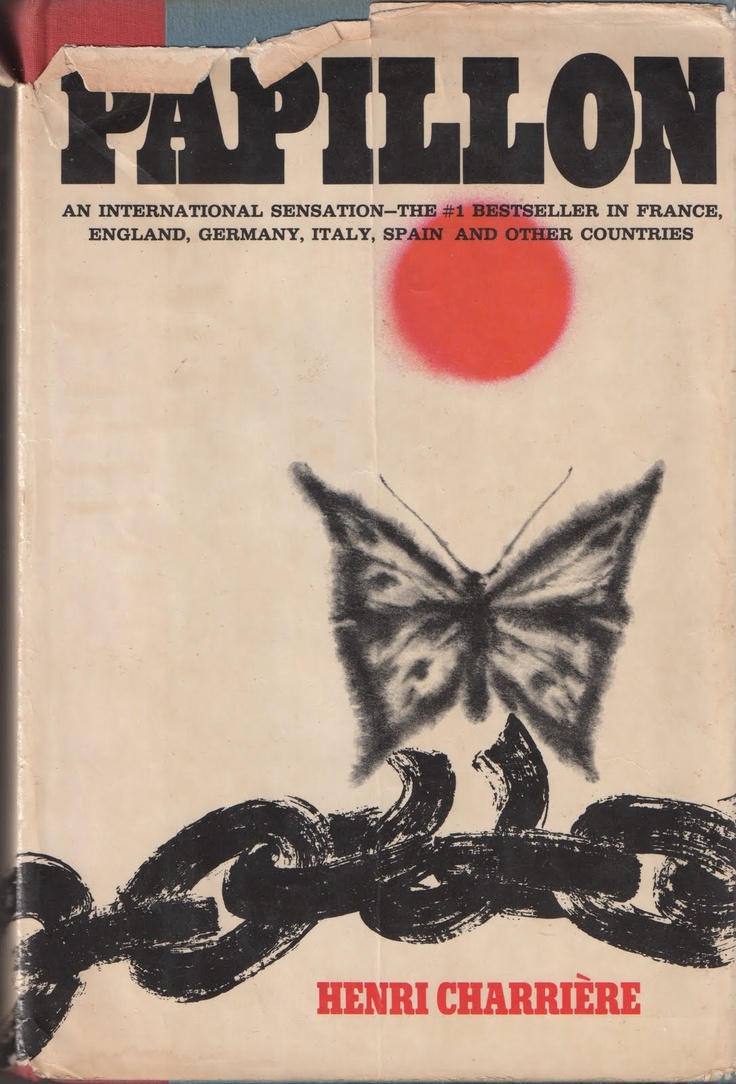 PAPILLON
AN INTERNATIONAL SENSATION—THE #1 BESTSELLER IN FRANCE,
ENGLAND, GERMANY, ITALY, SPAIN AND OTHER COUNTRIES
HENRI CHARRIÈRE